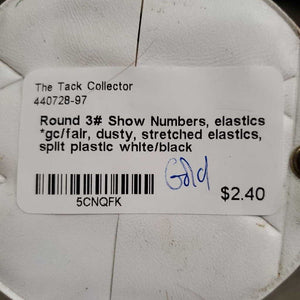 The Tack Collector
440728-97
Round 3# Show Numbers, elastics
*gc/fair, dusty, stretched elastics,
split plastic white/black
Gold
$2.40
5CNQFK